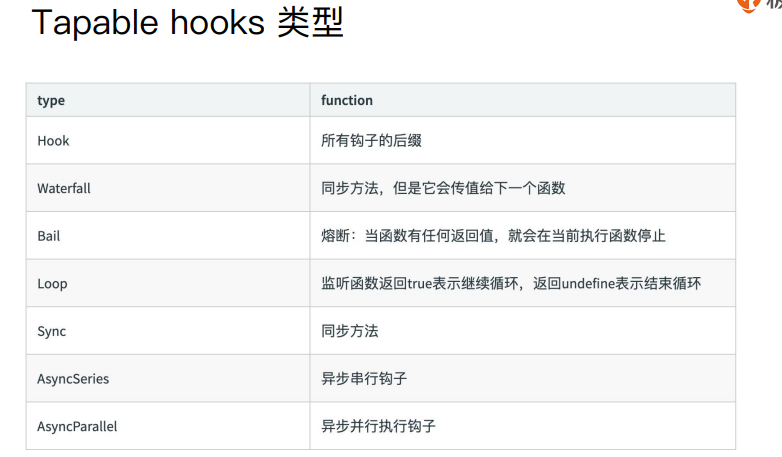 Tapable hooks 类型
type function
Hook 所有钩子的后缀
Waterfall 同步方法，但是它会传值给下一个函数
Bail 熔断：当函数有任何返回值，就会在当前执行函数停止
Loop 监听函数返回true表示继续循环，返回undefine表示结束循环
Sync 同步方法
AsyncSeries 异步串行钩子
AsyncParallel 异步并行执行钩子